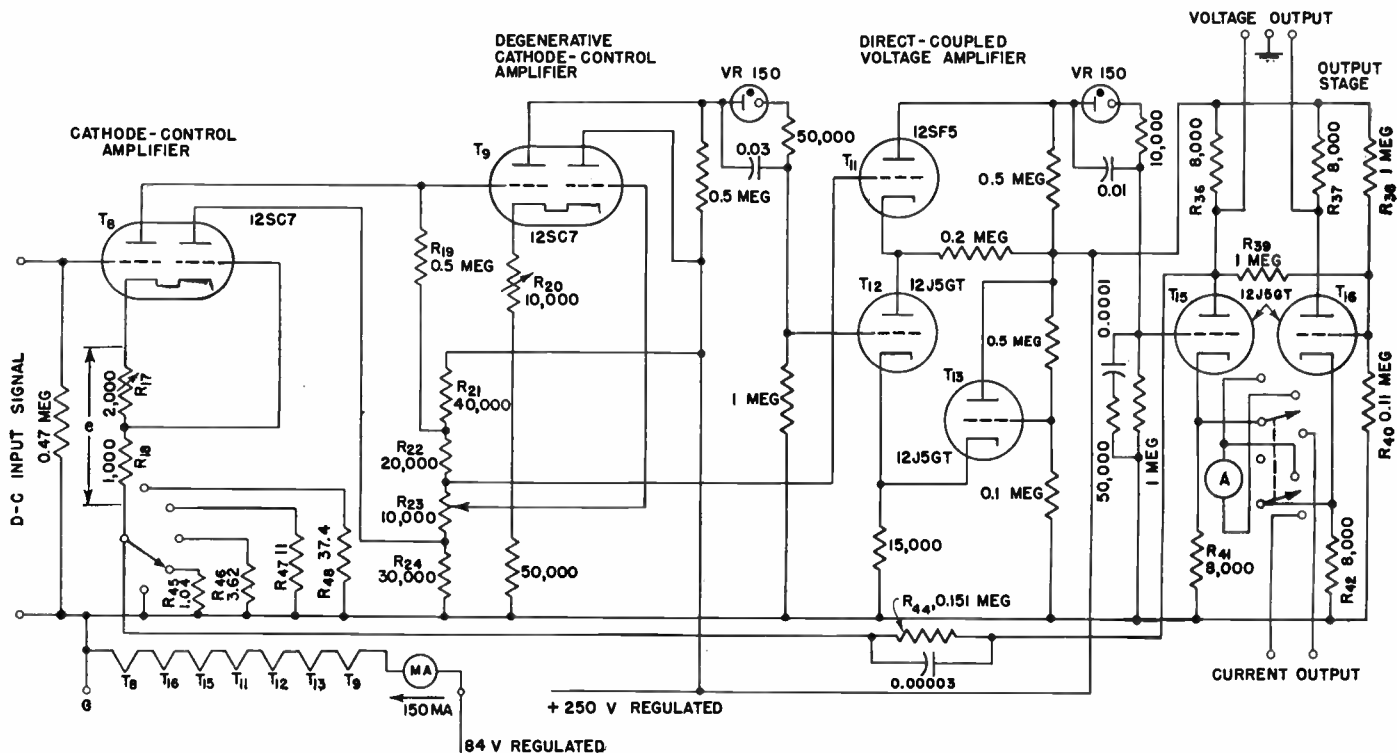 VOLTAGE OUTPUT
DEGENERATIVE
CATHODE-CONTROL
AMPLIFIER
DIRECT-COUPLED
VOLTAGE AMPLIFIER
VR 150
VR 150
OUTPUT
STAGE
CATHODE-CONTROL
AMPLIFIER
T9
50,000
12SF5
10,000
8,000
R36
8,000
R37
1 MEG
R38
0.03
0.5 MEG
T11
0.5 MEG
0.01
T8
12SC7
12SC7
R19
0.5 MEG
R20
10,000
0.2 MEG
R39
1 MEG
T12
12J5GT
T15
12J5GT
T16
0.0001
D-C INPUT SIGNAL
0.47 MEG
e
2,000
R17
1,000
R18
R21
40,000
R22
20,000
R23
10,000
R24
30,000
1 MEG
T13
12J5GT
0.5 MEG
0.1 MEG
50,000
1 MEG
A
R40 0.11 MEG
R45
1.04
R46
3.62
R47 11
R48 37.4
50,000
15,000
R41
8,000
8,000
R42
R44, 0.151 MEG
0.00003
CURRENT OUTPUT
G
T8
T16
T15
T11
T12
T13
T9
MA
150MA
+250 V REGULATED
84 V REGULATED